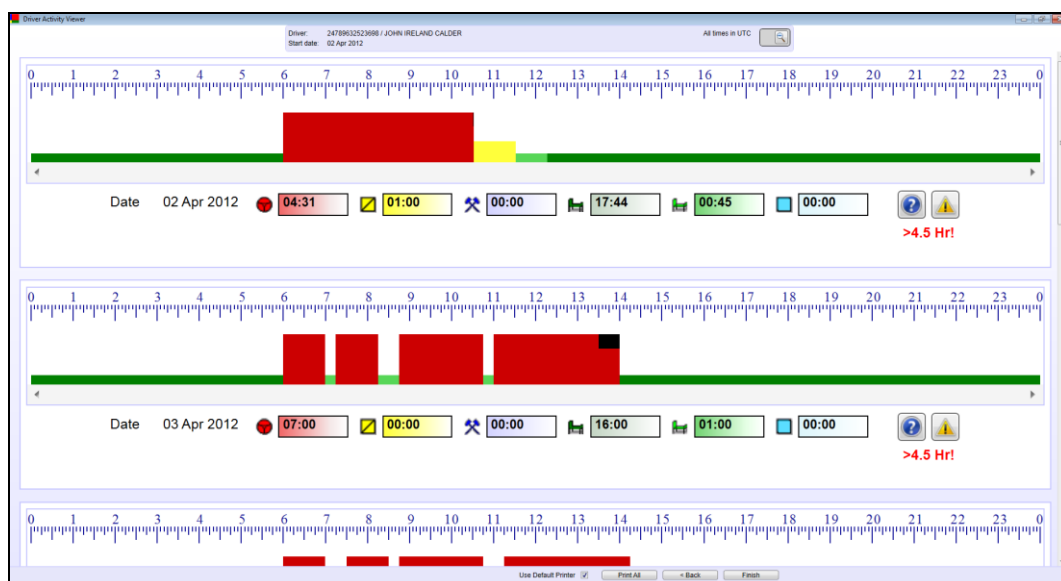 Driver Activity Viewer
Driver: 24789632523688 / JOHN IRELAND CALDER
All times in UTC
Start date: 02 Apr 2012
0 1 2 3 4 5 6 7 8 9 10 11 12 13 14 15 16 17 18 19 20 21 22 23 0
Date 02 Apr 2012 04:31 01:00 00:00 17:44 00:45 00:00
>4.5 Hr!
0 1 2 3 4 5 6 7 8 9 10 11 12 13 14 15 16 17 18 19 20 21 22 23 0
Date 03 Apr 2012 07:00 00:00 00:00 16:00 01:00 00:00
>4.5 Hr!
0 1 2 3 4 5 6 7 8 9 10 11 12 13 14 15 16 17 18 19 20 21 22 23 0
Use Default Printer Print All < Back Finish